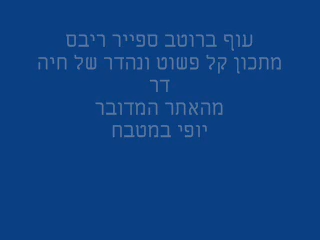 עוף ברוטב ספייר ריבס
מתכון קל פשוט ונהדר של חיה
דר
מהאתר המדובר
יופי במטבח